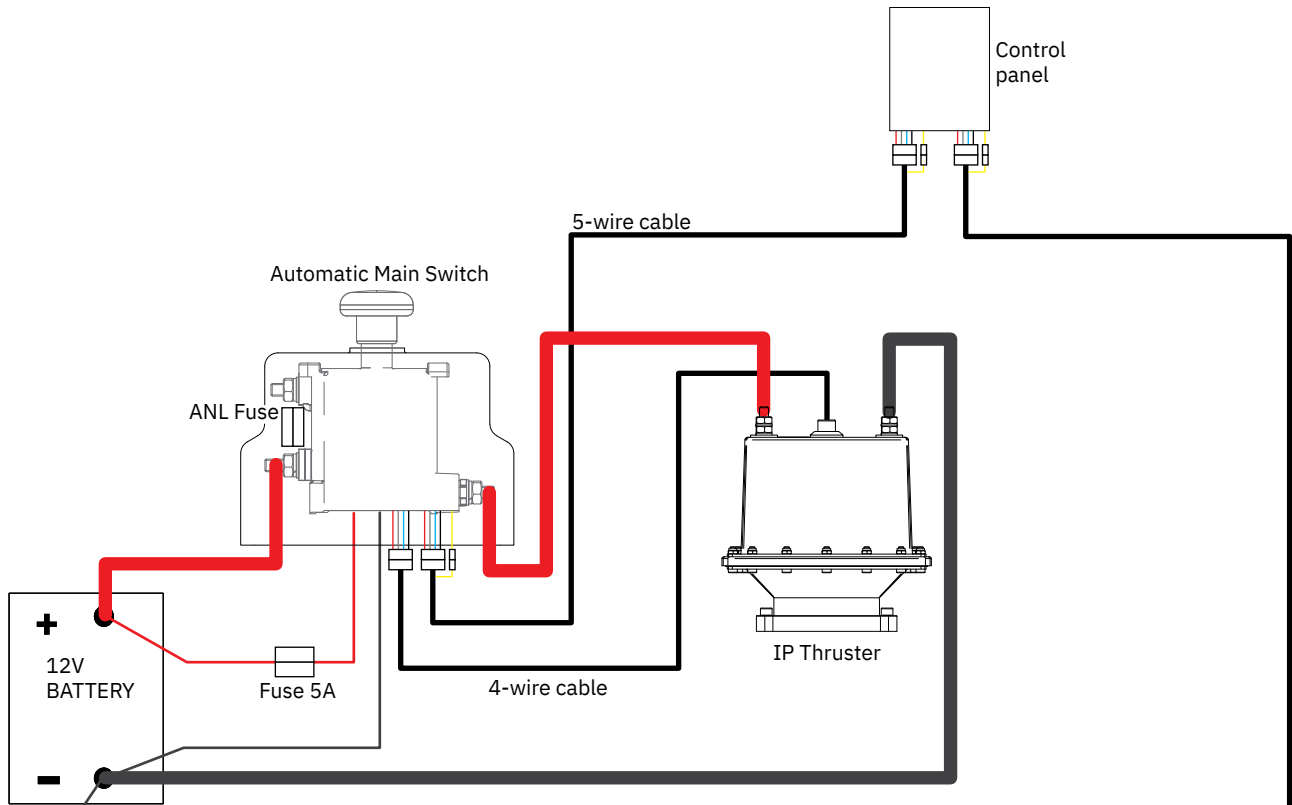 Control
panel
5-wire cable
Automatic Main Switch
ANL Fuse
+
12V
BATTERY
Fuse 5A
4-wire cable
IP Thruster
-